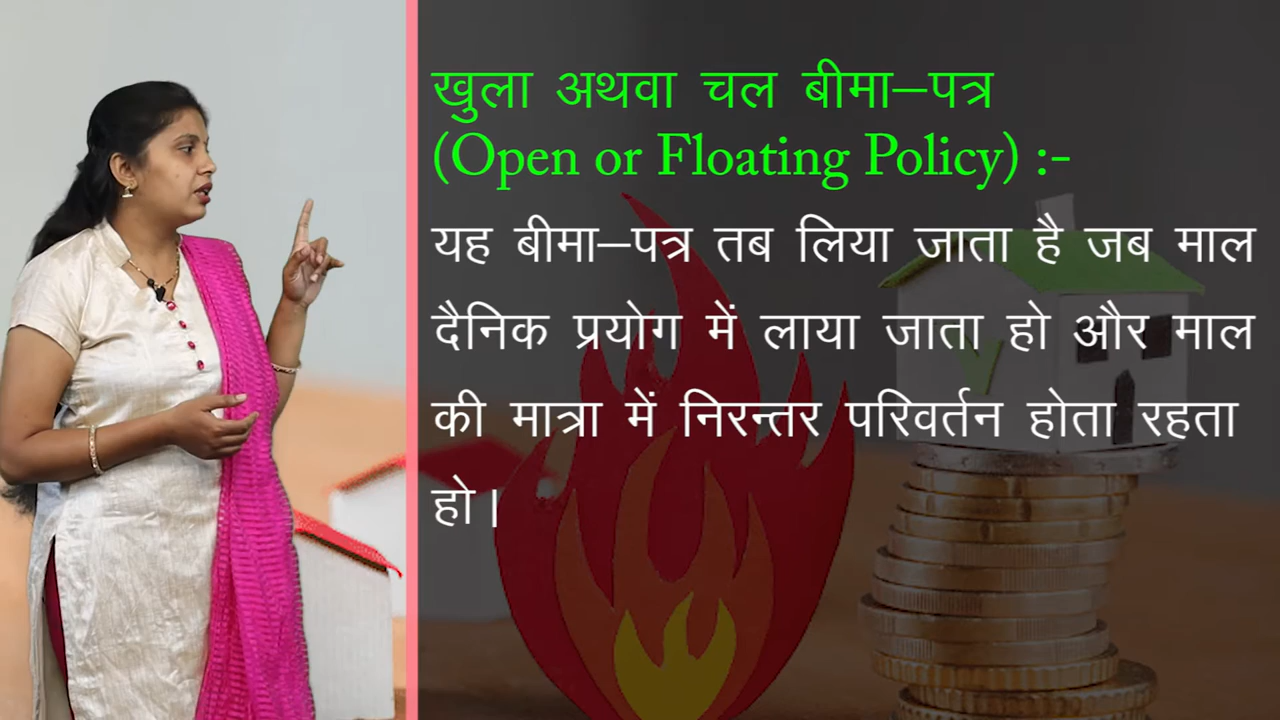 खुला अथवा चल बीमा–पत्र
(Open or Floating Policy) :-
यह बीमा–पत्र तब लिया जाता है जब माल
दैनिक प्रयोग में लाया जाता हो और माल
की मात्रा में निरन्तर परिवर्तन होता रहता
हो।